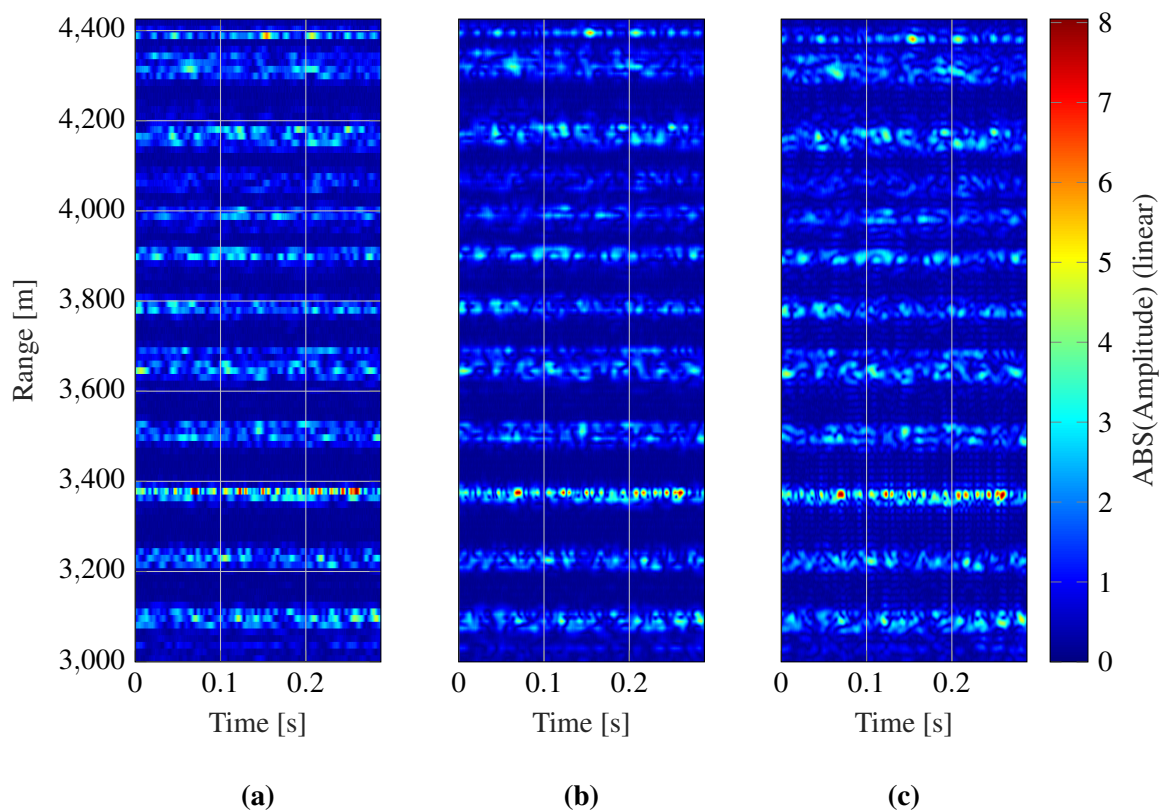 4,400
4,200
4,000
3,800
3,600
3,400
3,200
3,000
Range [m]
0 0.1 0.2
Time [s]
(a)
0 0.1 0.2
Time [s]
(b)
0 0.1 0.2
Time [s]
(c)
8
7
6
5
4
3
2
1
0
ABS(Amplitude) (linear)